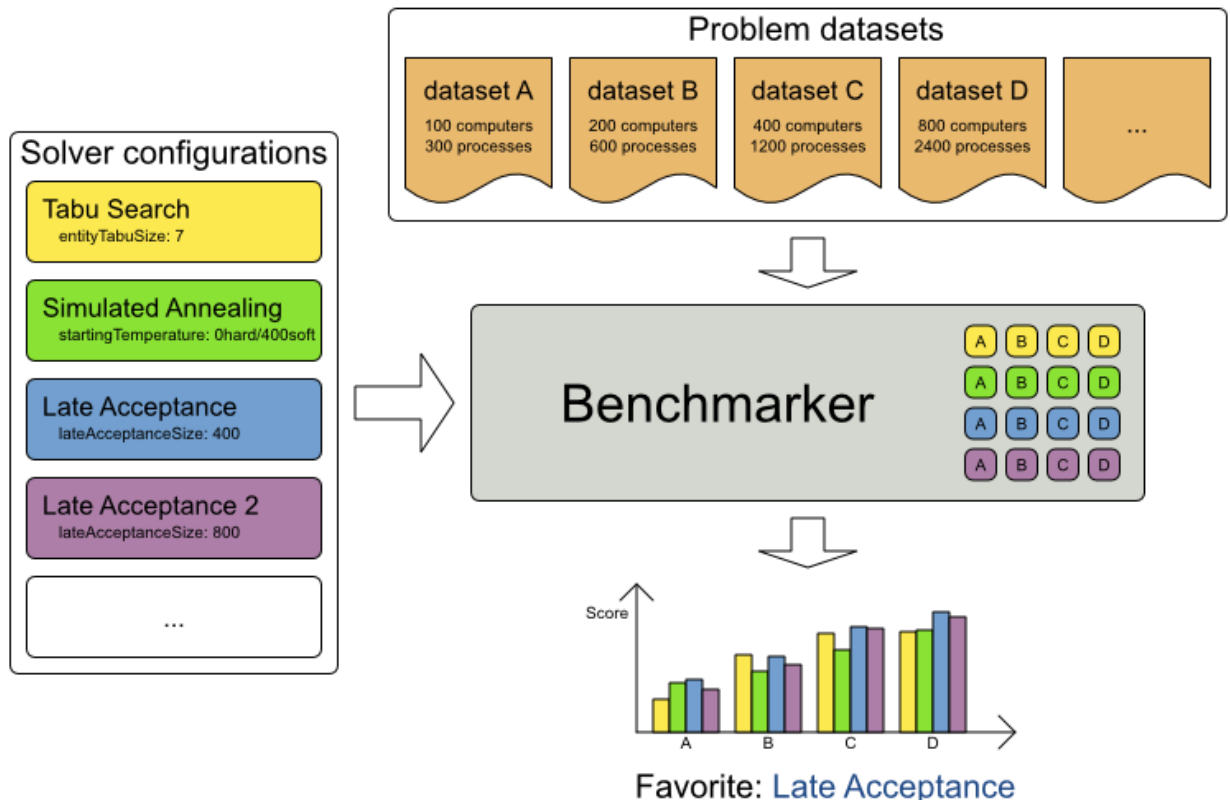 Problem datasets
dataset A
100 computers
300 processes
dataset B
200 computers
600 processes
dataset C
400 computers
1200 processes
dataset D
800 computers
2400 processes
...
Solver configurations
Tabu Search
entityTabuSize: 7
Simulated Annealing
startingTemperature: 0hard/400soft
Late Acceptance
lateAcceptanceSize: 400
Late Acceptance 2
lateAcceptanceSize: 800
...
Benchmarker
A B C D
A B C D
A B C D
A B C D
Score
A B C D
Favorite: Late Acceptance